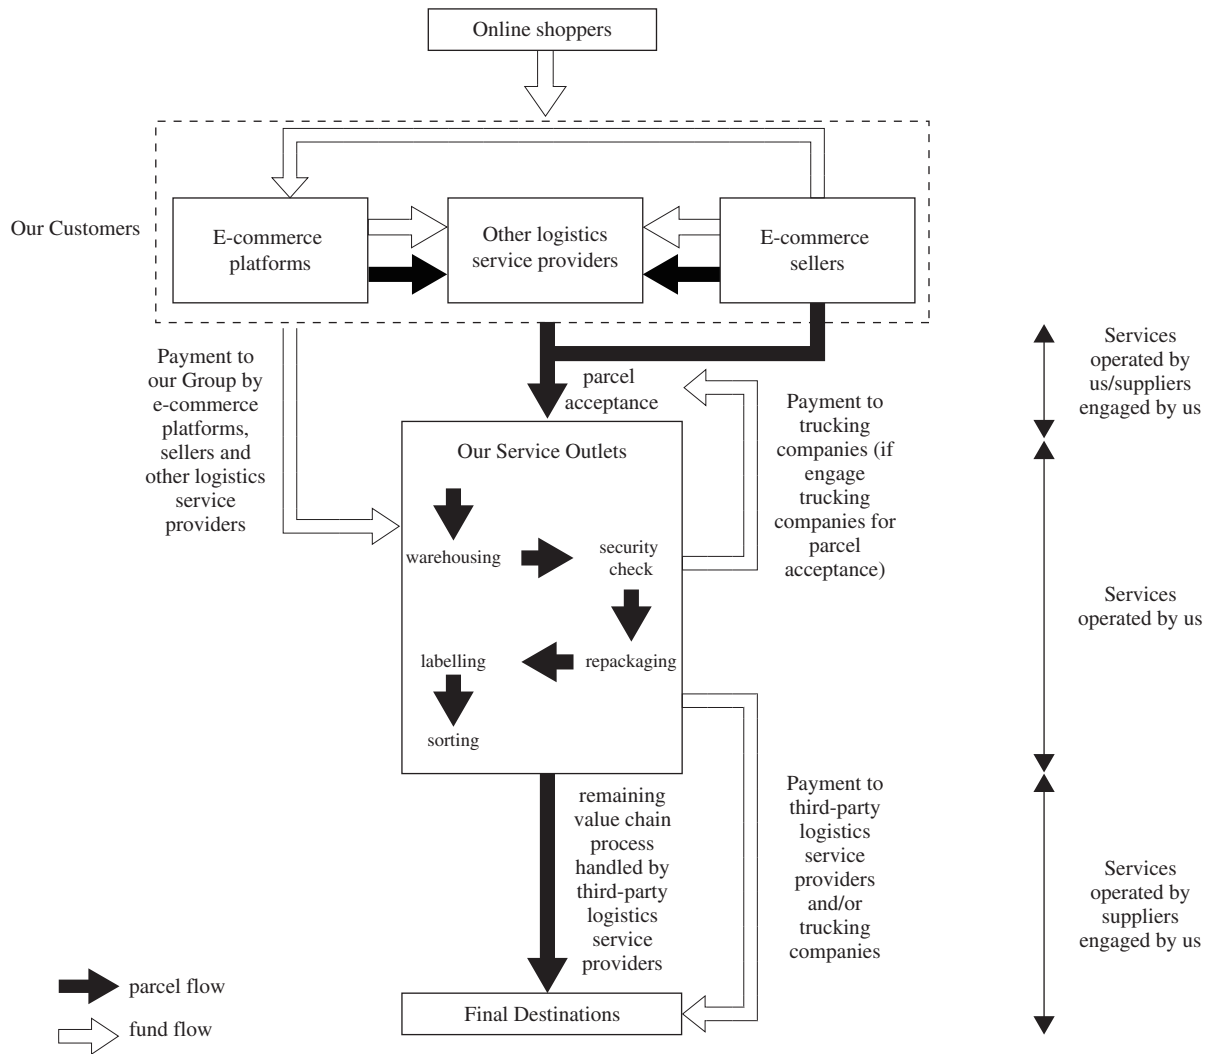 Online shoppers
Our Customers
E-commerce
platforms
Other logistics
service providers
E-commerce
sellers
Payment to
our Group by
e-commerce
platforms,
sellers and
other logistics
service
providers
parcel
acceptance
Payment to
trucking
companies (if
engage
trucking
companies for
parcel
acceptance)
Services
operated by
us/suppliers
engaged by us
Our Service Outlets
warehousing
security
check
repackaging
labelling
sorting
Services
operated by us
remaining
value chain
process
handled by
third-party
logistics
service
providers
Payment to
third-party
logistics
service
providers
and/or
trucking
companies
Services
operated by
suppliers
engaged by us
Final Destinations
parcel flow
fund flow